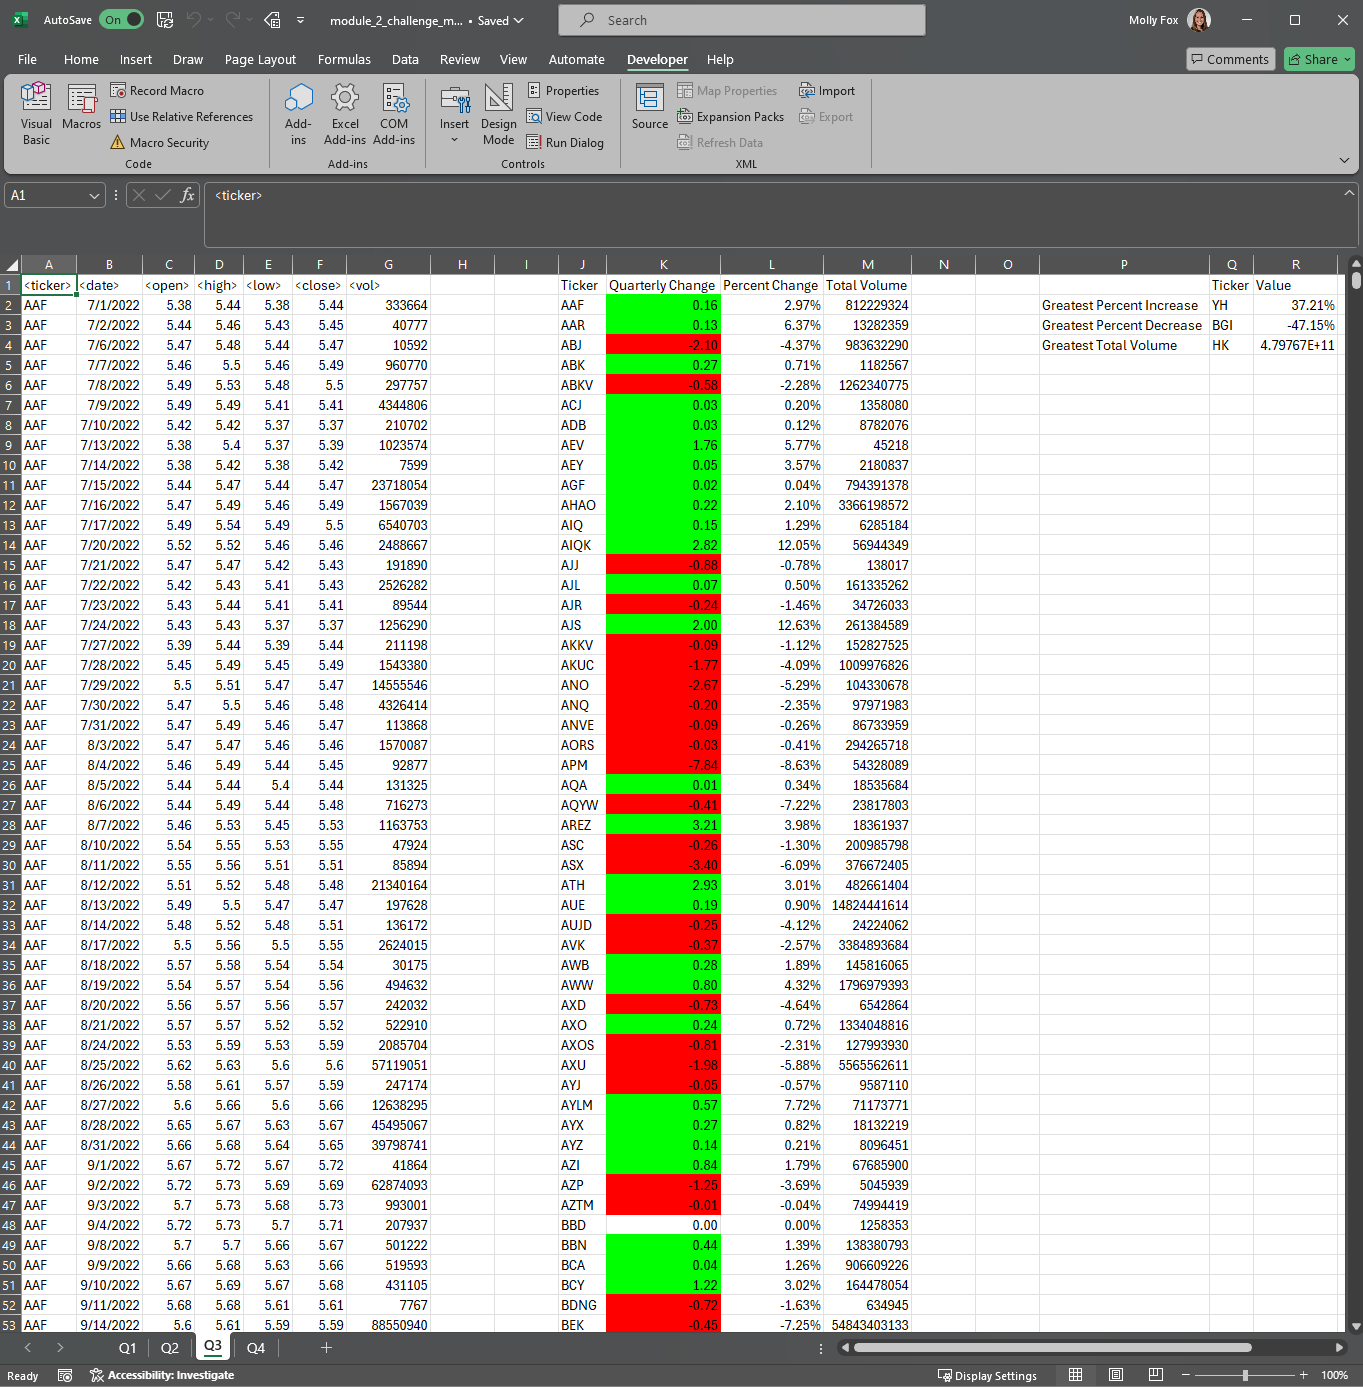 AutoSave On module_2_challenge_m... • Saved Search Molly Fox
File Home Insert Draw Page Layout Formulas Data Review View Automate Developer Help Comments Share
Visual Basic Macros Record Macro Use Relative References Macro Security Code
Add-ins Excel Add-ins COM Add-ins Add-ins
Insert Design Mode Properties View Code Run Dialog Controls
Source Map Properties Expansion Packs Refresh Data Import Export XML
A1 fx <ticker>
A B C D E F G H I J K L M N O P Q R
1 <ticker> <date> <open> <high> <low> <close> <vol> Ticker Quarterly Change Percent Change Total Volume Ticker Value
2 AAF 7/1/2022 5.38 5.44 5.38 5.44 333664 AAF 0.16 2.97% 812229324 Greatest Percent Increase YH 37.21%
3 AAF 7/2/2022 5.44 5.46 5.43 5.45 40777 AAR 0.13 6.37% 13282359 Greatest Percent Decrease BGI -47.15%
4 AAF 7/6/2022 5.47 5.48 5.44 5.47 10592 ABJ -2.10 -4.37% 983632290 Greatest Total Volume HK 4.79767E+11
5 AAF 7/7/2022 5.46 5.5 5.46 5.49 960770 ABK 0.27 0.71% 1182567
6 AAF 7/8/2022 5.49 5.53 5.48 5.5 297757 ABKV -0.58 -2.28% 1262340775
7 AAF 7/9/2022 5.49 5.49 5.41 5.41 4344806 ACJ 0.03 0.20% 1358080
8 AAF 7/10/2022 5.42 5.42 5.37 5.37 210702 ADB 0.03 0.12% 8782076
9 AAF 7/13/2022 5.38 5.4 5.37 5.39 1023574 AEV 1.76 5.77% 45218
10 AAF 7/14/2022 5.38 5.42 5.38 5.42 7599 AEY 0.05 3.57% 2180837
11 AAF 7/15/2022 5.44 5.47 5.44 5.47 23718054 AGF 0.02 0.04% 794391378
12 AAF 7/16/2022 5.47 5.49 5.46 5.49 1567039 AHAO 0.22 2.10% 3366198572
13 AAF 7/17/2022 5.49 5.54 5.49 5.5 6540703 AIQ 0.15 1.29% 6285184
14 AAF 7/20/2022 5.52 5.52 5.46 5.46 2488667 AIQK 2.82 12.05% 56944349
15 AAF 7/21/2022 5.47 5.47 5.42 5.43 191890 AJJ -0.88 -0.78% 138017
16 AAF 7/22/2022 5.42 5.43 5.41 5.43 2526282 AJL 0.07 0.50% 161335262
17 AAF 7/23/2022 5.43 5.44 5.41 5.41 89544 AJR -0.24 -1.46% 34726033
18 AAF 7/24/2022 5.43 5.43 5.37 5.37 1256290 AJS 2.00 12.63% 261384589
19 AAF 7/27/2022 5.39 5.44 5.39 5.44 211198 AKKV -0.09 -1.12% 152827525
20 AAF 7/28/2022 5.45 5.49 5.45 5.49 1543380 AKUC -1.77 -4.09% 1009976826
21 AAF 7/29/2022 5.5 5.51 5.47 5.47 14555546 ANO -2.67 -5.29% 104330678
22 AAF 7/30/2022 5.47 5.5 5.46 5.48 4326414 ANQ -0.20 -2.35% 97971983
23 AAF 7/31/2022 5.47 5.49 5.46 5.47 113868 ANVE -0.09 -0.26% 86733959
24 AAF 8/3/2022 5.47 5.47 5.46 5.46 1570087 AORS -0.03 -0.41% 294265718
25 AAF 8/4/2022 5.46 5.49 5.44 5.45 92877 APM -7.84 -8.63% 54328089
26 AAF 8/5/2022 5.44 5.44 5.4 5.44 131325 AQA 0.01 0.34% 18535684
27 AAF 8/6/2022 5.44 5.49 5.44 5.48 716273 AQYW -0.41 -7.22% 23817803
28 AAF 8/7/2022 5.46 5.53 5.45 5.53 1163753 AREZ 3.21 3.98% 18361937
29 AAF 8/10/2022 5.54 5.55 5.53 5.55 47924 ASC -0.26 -1.30% 200985798
30 AAF 8/11/2022 5.55 5.56 5.51 5.51 85894 ASX -3.40 -6.09% 376672405
31 AAF 8/12/2022 5.51 5.52 5.48 5.48 21340164 ATH 2.93 3.01% 482661404
32 AAF 8/13/2022 5.49 5.5 5.47 5.47 197628 AUE 0.19 0.90% 14824441614
33 AAF 8/14/2022 5.48 5.52 5.48 5.51 136172 AUJD -0.25 -4.12% 24224062
34 AAF 8/17/2022 5.5 5.56 5.5 5.55 2624015 AVK -0.37 -2.57% 3384893684
35 AAF 8/18/2022 5.57 5.58 5.54 5.54 30175 AWB 0.28 1.89% 145816065
36 AAF 8/19/2022 5.54 5.57 5.54 5.56 494632 AWW 0.80 4.32% 1796979393
37 AAF 8/20/2022 5.56 5.57 5.56 5.57 242032 AXD -0.73 -4.64% 6542864
38 AAF 8/21/2022 5.57 5.57 5.52 5.52 522910 AXO 0.24 0.72% 1334048816
39 AAF 8/24/2022 5.53 5.59 5.53 5.59 2085704 AXOS -0.81 -2.31% 127993930
40 AAF 8/25/2022 5.62 5.63 5.6 5.6 57119051 AXU -1.98 -5.88% 5565562611
41 AAF 8/26/2022 5.58 5.61 5.57 5.59 247174 AYJ -0.05 -0.57% 9587110
42 AAF 8/27/2022 5.6 5.66 5.6 5.66 12638295 AYLM 0.57 7.72% 71173771
43 AAF 8/28/2022 5.65 5.67 5.63 5.67 45495067 AYX 0.27 0.82% 18132219
44 AAF 8/31/2022 5.66 5.68 5.64 5.65 39798741 AYZ 0.14 0.21% 8096451
45 AAF 9/1/2022 5.67 5.72 5.67 5.72 41864 AZI 0.84 1.79% 67685900
46 AAF 9/2/2022 5.72 5.73 5.69 5.69 62874093 AZP -1.25 -3.69% 5045939
47 AAF 9/3/2022 5.7 5.73 5.68 5.73 993001 AZTM -0.01 -0.04% 74994419
48 AAF 9/4/2022 5.72 5.73 5.7 5.71 207937 BBD 0.00 0.00% 1258353
49 AAF 9/8/2022 5.7 5.7 5.66 5.67 501222 BBN 0.44 1.39% 138380793
50 AAF 9/9/2022 5.66 5.68 5.63 5.66 519593 BCA 0.04 1.26% 906609226
51 AAF 9/10/2022 5.67 5.69 5.67 5.68 431105 BCY 1.22 3.02% 164478054
52 AAF 9/11/2022 5.68 5.68 5.61 5.61 7767 BDNG -0.72 -1.63% 634945
53 AAF 9/14/2022 5.6 5.61 5.59 5.59 88550940 BEK -0.45 -7.25% 54843403133
Q1 Q2 Q3 Q4
Ready Accessibility: Investigate Display Settings 100%